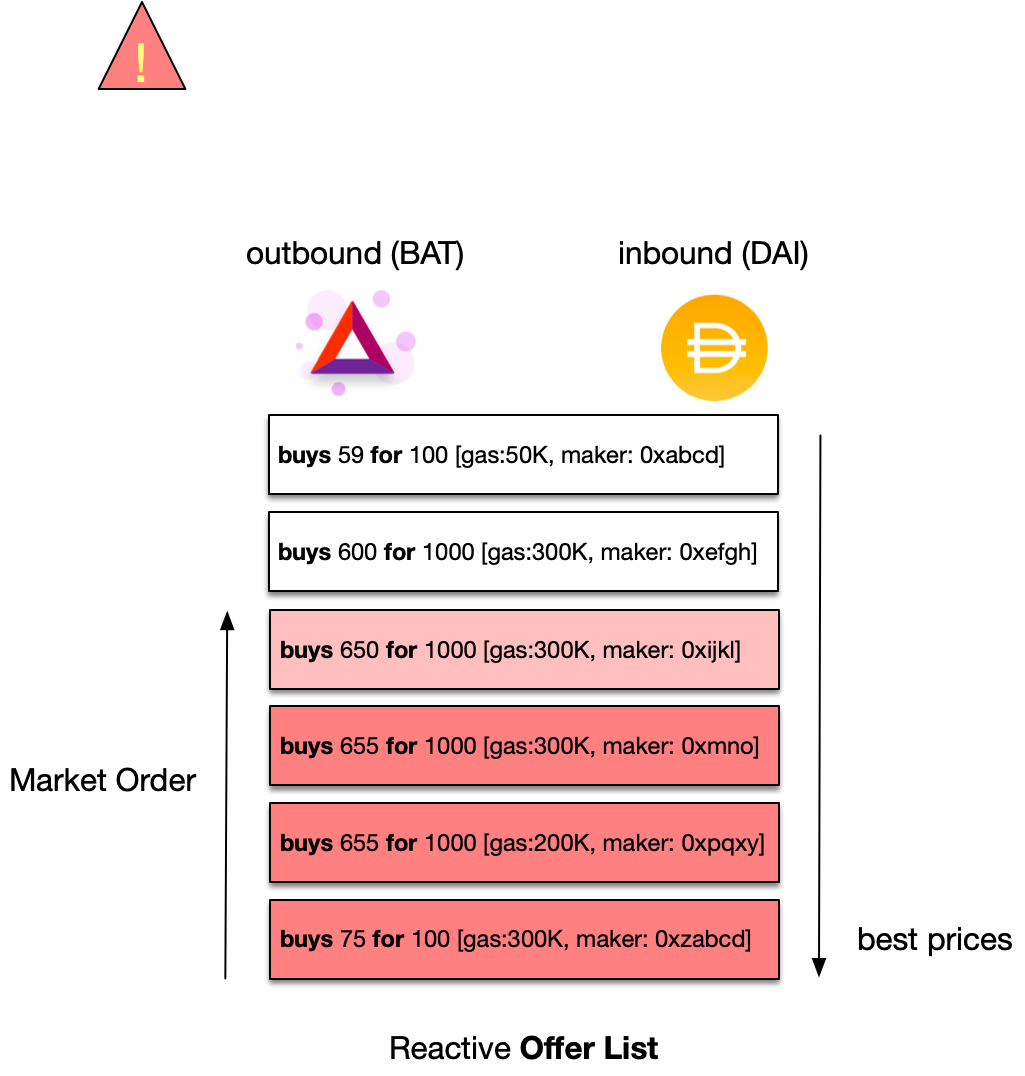 !
outbound (BAT)
inbound (DAI)
buys 59 for 100 [gas:50K, maker: 0xabcd]
buys 600 for 1000 [gas:300K, maker: 0xefgh]
buys 650 for 1000 [gas:300K, maker: 0xijkl]
buys 655 for 1000 [gas:300K, maker: 0xmno]
Market Order
buys 655 for 1000 [gas:200K, maker: 0xpqxy]
buys 75 for 100 [gas:300K, maker: 0xzabcd]
best prices
Reactive Offer List